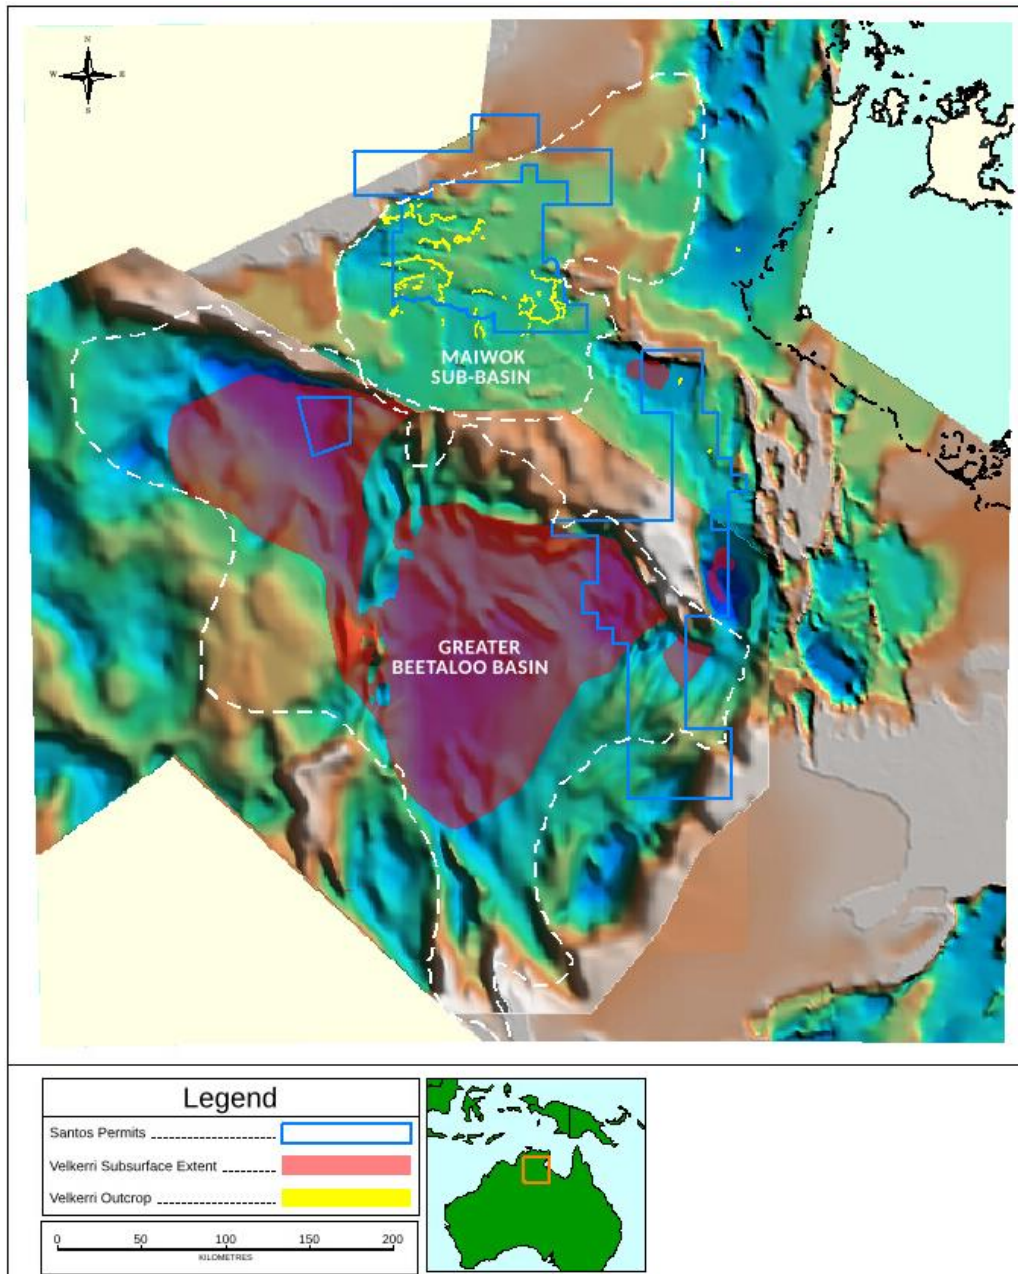 N
W E
S
MAIWOK
SUB-BASIN
GREATER
BEETALOO BASIN
Legend
Santos Permits
Velkerri Subsurface Extent
Velkerri Outcrop
0 50 100 150 200
KILOMETRES